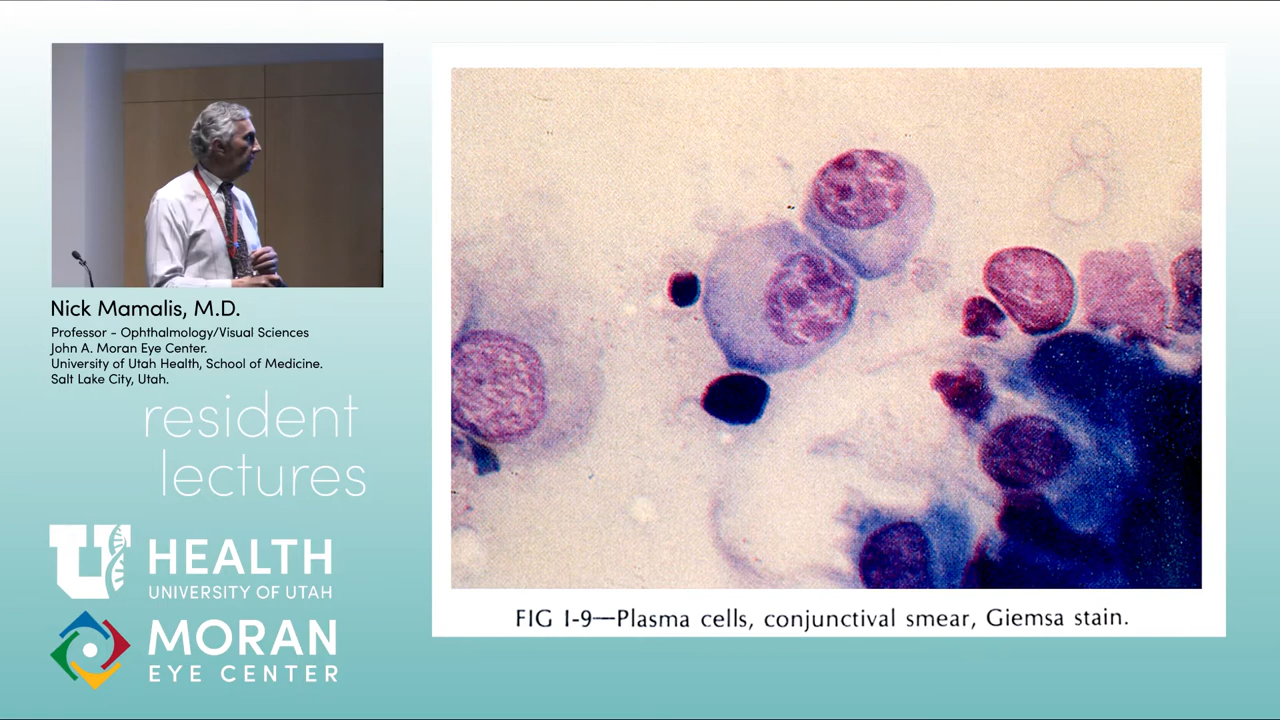 Nick Mamalis, M.D.
Professor - Ophthalmology/Visual Sciences
John A. Moran Eye Center.
University of Utah Health, School of Medicine.
Salt Lake City, Utah.
resident
lectures
U HEALTH
UNIVERSITY OF UTAH
MORAN
EYE CENTER
FIG I-9—Plasma cells, conjunctival smear, Giemsa stain.